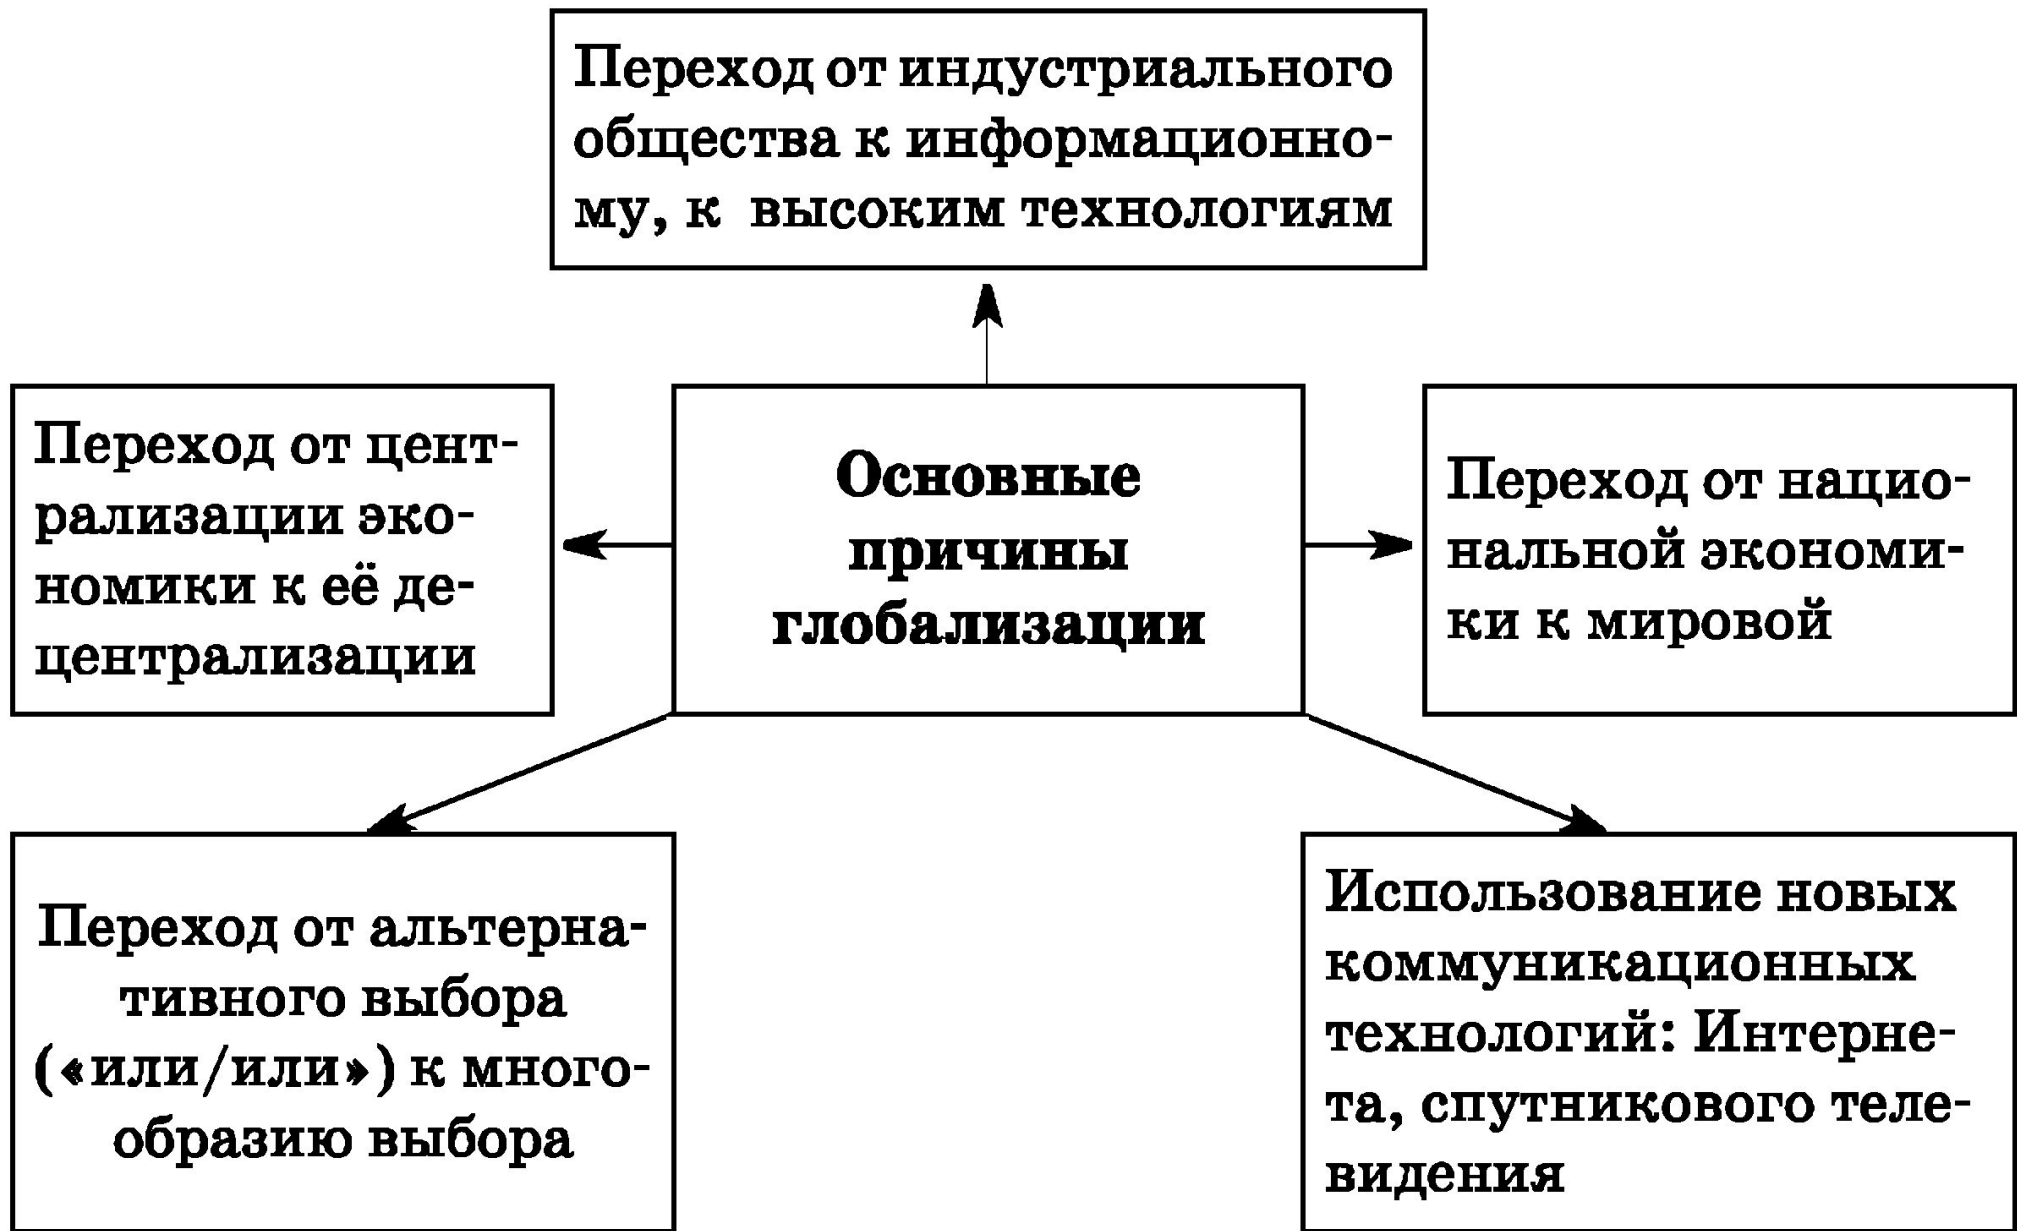 Переход от индустриального
общества к информационно-
му, к высоким технологиям
Переход от цент-
рализации эко-
номики к её де-
централизации
Основные
причины
глобализации
Переход от нацио-
нальной экономи-
ки к мировой
Переход от альтерна-
тивного выбора
(«или/или») к много-
образию выбора
Использование новых
коммуникационных
технологий: Интерне-
та, спутникового теле-
видения